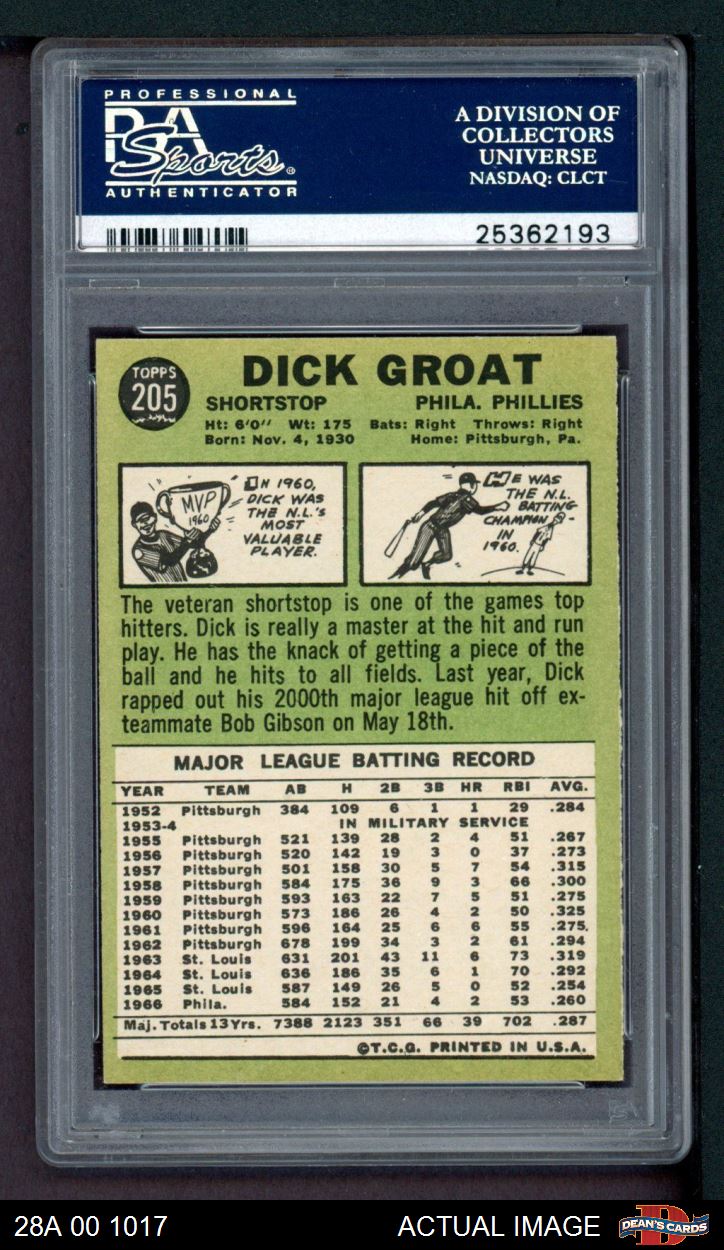 PROFESSIONAL
PSA
Sports®
AUTHENTICATOR
A DIVISION OF
COLLECTORS
UNIVERSE
NASDAQ: CLCT
25362193
TOPPS
205
DICK GROAT
SHORTSTOP PHILA. PHILLIES
Ht: 6'0" Wt: 175 Bats: Right Throws: Right
Born: Nov. 4, 1930 Home: Pittsburgh, Pa.
MVP
1960
IN 1960,
DICK WAS
THE N.L.'S
MOST
VALUABLE
PLAYER.
HE WAS
THE N.L.
BATTING
CHAMPION
IN
1960.
The veteran shortstop is one of the games top
hitters. Dick is really a master at the hit and run
play. He has the knack of getting a piece of the
ball and he hits to all fields. Last year, Dick
rapped out his 2000th major league hit off ex-
teammate Bob Gibson on May 18th.
MAJOR LEAGUE BATTING RECORD
YEAR TEAM AB H 2B 3B HR RBI AVG.
1952 Pittsburgh 384 109 6 1 1 29 .284
1953-4 IN MILITARY SERVICE
1955 Pittsburgh 521 139 28 2 4 51 .267
1956 Pittsburgh 520 142 19 3 0 37 .273
1957 Pittsburgh 501 158 30 5 7 54 .315
1958 Pittsburgh 584 175 36 9 3 66 .300
1959 Pittsburgh 593 163 22 7 5 51 .275
1960 Pittsburgh 573 186 26 4 2 50 .325
1961 Pittsburgh 596 164 25 6 6 55 .275
1962 Pittsburgh 678 199 34 3 2 61 .294
1963 St. Louis 631 201 43 11 6 73 .319
1964 St. Louis 636 186 35 6 1 70 .292
1965 St. Louis 587 149 26 5 0 52 .254
1966 Phila. 584 152 21 4 2 53 .260
Maj. Totals 13 Yrs. 7388 2123 351 66 39 702 .287
©T.C.G. PRINTED IN U.S.A.
28A 00 1017 ACTUAL IMAGE DEAN'S CARDS